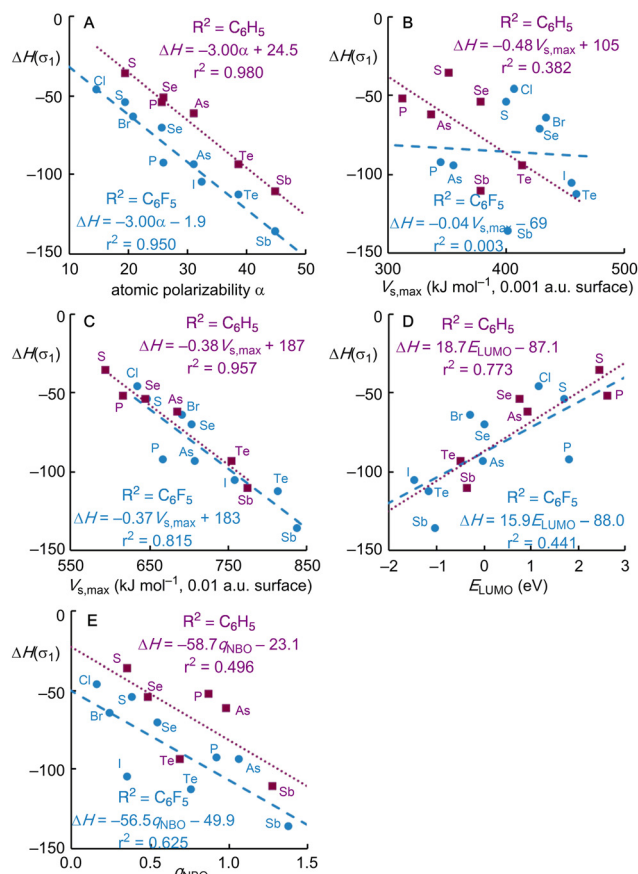 A
R² = C₆H₅
ΔH = –3.00α + 24.5
r² = 0.980
0
ΔH(σ₁)
–50
–100
–150
Cl
S
S
Br
Se
P
Se
As
As
I
Te
Te
Sb
Sb
R² = C₆F₅
ΔH = –3.00α – 1.9
r² = 0.950
10 20 30 40 50
atomic polarizability α
B
R² = C₆H₅
ΔH = –0.48 Vs,max + 105
r² = 0.382
0
ΔH(σ₁)
–50
–100
–150
S
P
Se
As
S
Cl
Br
Se
P
As
Te
Sb
I
Te
Sb
R² = C₆F₅
ΔH = –0.04 Vs,max – 69
r² = 0.003
300 400 500
Vs,max (kJ mol⁻¹, 0.001 a.u. surface)
C
R² = C₆H₅
ΔH = –0.38 Vs,max + 187
r² = 0.957
0
ΔH(σ₁)
–50
–100
–150
S
Cl
P
Se
S
As
Br
Se
P
As
Te
I
Te
Sb
Sb
R² = C₆F₅
ΔH = –0.37 Vs,max + 183
r² = 0.815
550 650 750 850
Vs,max (kJ mol⁻¹, 0.01 a.u. surface)
D
R² = C₆H₅
ΔH = 18.7ELUMO – 87.1
r² = 0.773
0
ΔH(σ₁)
–50
–100
–150
Cl
S
Se
S
P
Br
As
Se
P
Te
As
I
Te
Sb
Sb
R² = C₆F₅
ΔH = 15.9ELUMO – 88.0
r² = 0.441
–2 –1 0 1 2 3
ELUMO (eV)
E
R² = C₆H₅
ΔH = –58.7qNBO – 23.1
r² = 0.496
0
ΔH(σ₁)
–50
–100
–150
S
Cl
Se
S
P
As
Br
Se
Te
P
As
I
Te
Sb
Sb
R² = C₆F₅
ΔH = –56.5qNBO – 49.9
r² = 0.625
0.0 0.5 1.0 1.5
qNBO